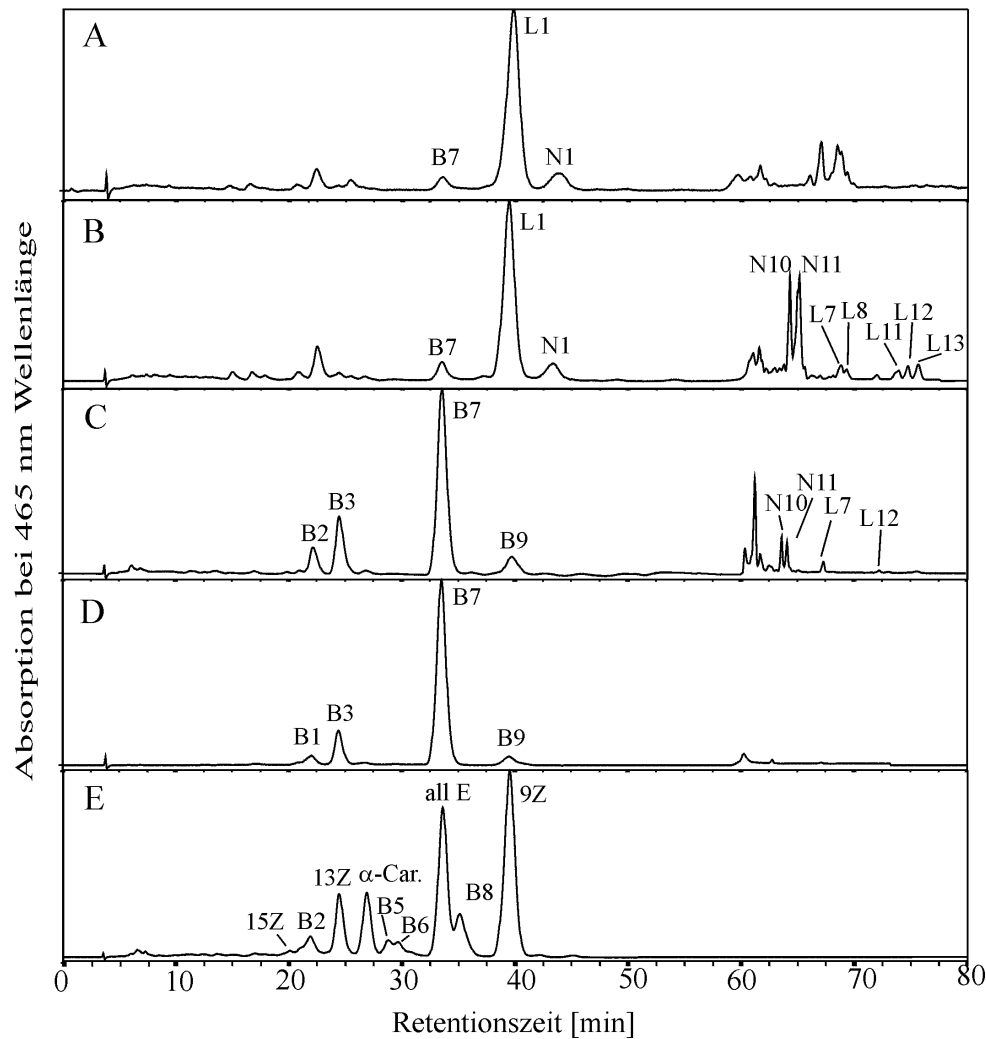 A
L1
B7
N1
B
L1
N10 N11
B7
N1
L7
L8
L11
L12
L13
C
B7
B3
B2
B9
N11
N10
L7
L12
D
B7
B3
B1
B9
E
all E
9Z
13Z
α-Car.
15Z
B2
B5
B6
B8
0 10 20 30 40 50 60 70 80
Retentionszeit [min]
Absorption bei 465 nm Wellenlänge